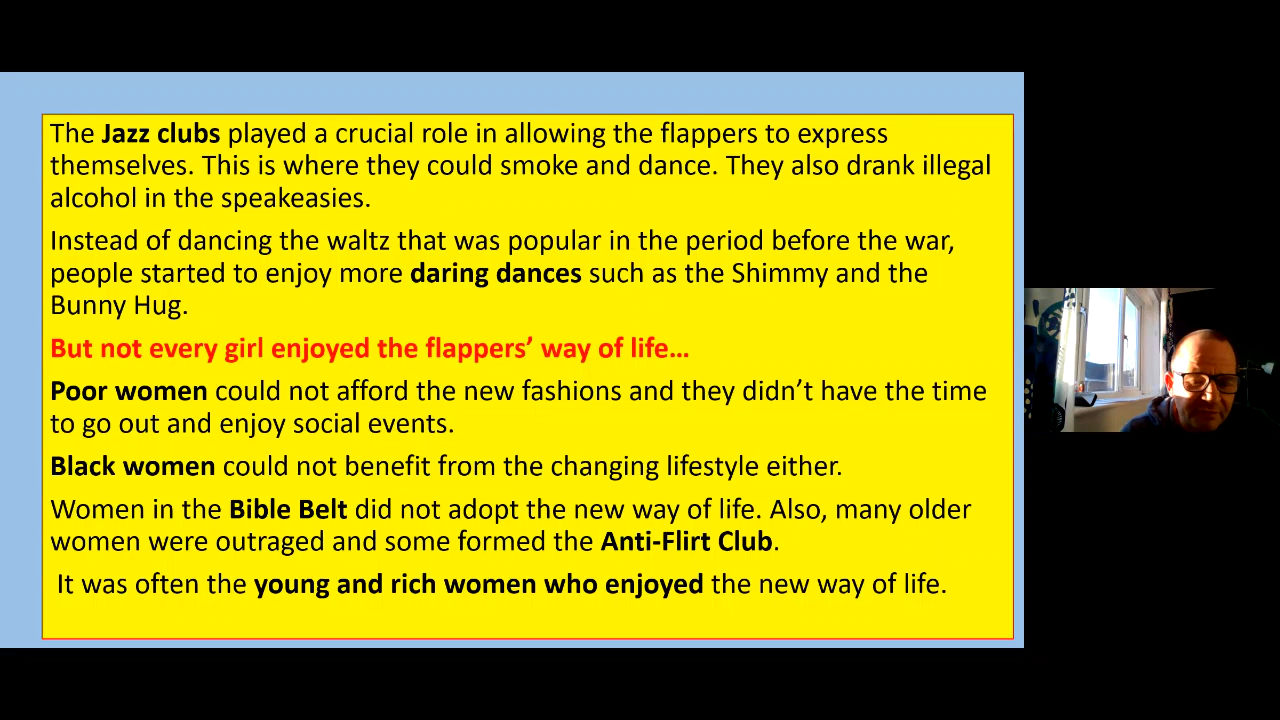 The Jazz clubs played a crucial role in allowing the flappers to express
themselves. This is where they could smoke and dance. They also drank illegal
alcohol in the speakeasies.
Instead of dancing the waltz that was popular in the period before the war,
people started to enjoy more daring dances such as the Shimmy and the
Bunny Hug.
But not every girl enjoyed the flappers’ way of life…
Poor women could not afford the new fashions and they didn’t have the time
to go out and enjoy social events.
Black women could not benefit from the changing lifestyle either.
Women in the Bible Belt did not adopt the new way of life. Also, many older
women were outraged and some formed the Anti-Flirt Club.
It was often the young and rich women who enjoyed the new way of life.